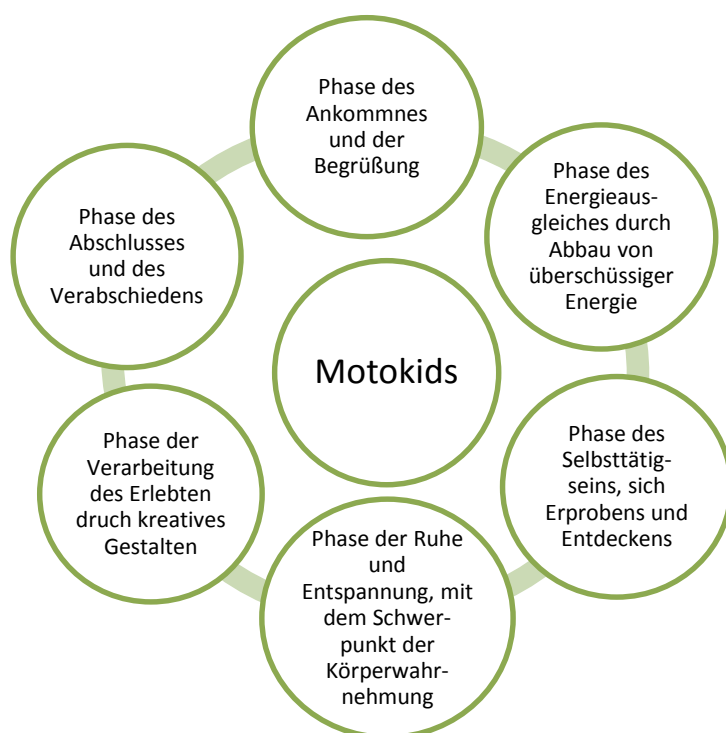 Phase des
Ankommnes
und der
Begrüßung
Phase des
Energieaus-
gleiches durch
Abbau von
überschüssiger
Energie
Phase des
Selbsttätig-
seins, sich
Erprobens und
Entdeckens
Phase der Ruhe
und
Entspannung, mit
dem Schwer-
punkt der
Körperwahr-
nehmung
Phase der
Verarbeitung
des Erlebten
druch kreatives
Gestalten
Phase des
Abschlusses
und des
Verabschiedens
Motokids